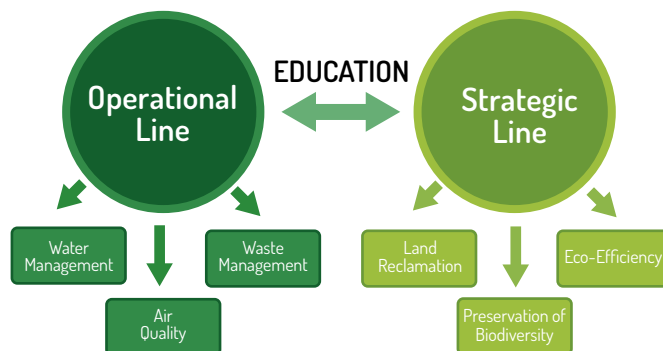 EDUCATION
Operational
Line
Strategic
Line
Water
Management
Waste
Management
Air
Quality
Land
Reclamation
Eco-Efficiency
Preservation of
Biodiversity